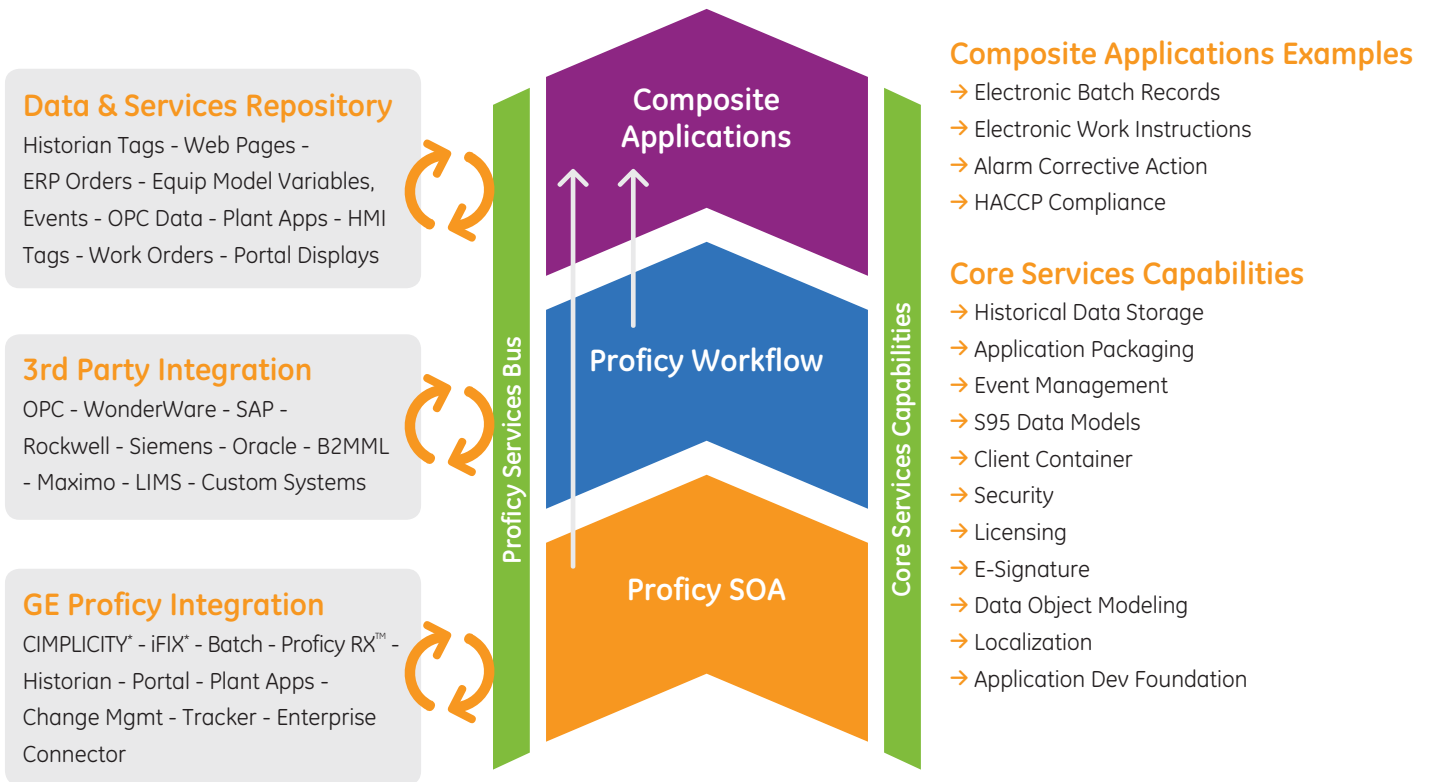 Data & Services Repository
Historian Tags - Web Pages -
ERP Orders - Equip Model Variables,
Events - OPC Data - Plant Apps - HMI
Tags - Work Orders - Portal Displays
3rd Party Integration
OPC - WonderWare - SAP -
Rockwell - Siemens - Oracle - B2MML
- Maximo - LIMS - Custom Systems
GE Proficy Integration
CIMPLICITY* - iFIX* - Batch - Proficy RX™ -
Historian - Portal - Plant Apps -
Change Mgmt - Tracker - Enterprise
Connector
Proficy Services Bus
Composite
Applications
Proficy Workflow
Proficy SOA
Core Services Capabilities
Composite Applications Examples
→ Electronic Batch Records
→ Electronic Work Instructions
→ Alarm Corrective Action
→ HACCP Compliance
Core Services Capabilities
→ Historical Data Storage
→ Application Packaging
→ Event Management
→ S95 Data Models
→ Client Container
→ Security
→ Licensing
→ E-Signature
→ Data Object Modeling
→ Localization
→ Application Dev Foundation